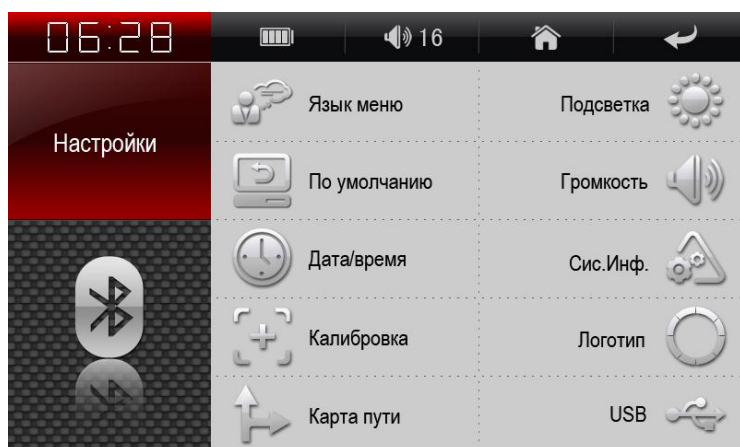 06:28
16
Настройки
Язык меню
Подсветка
По умолчанию
Громкость
Дата/время
Сис.Инф.
Калибровка
Логотип
Карта пути
USB